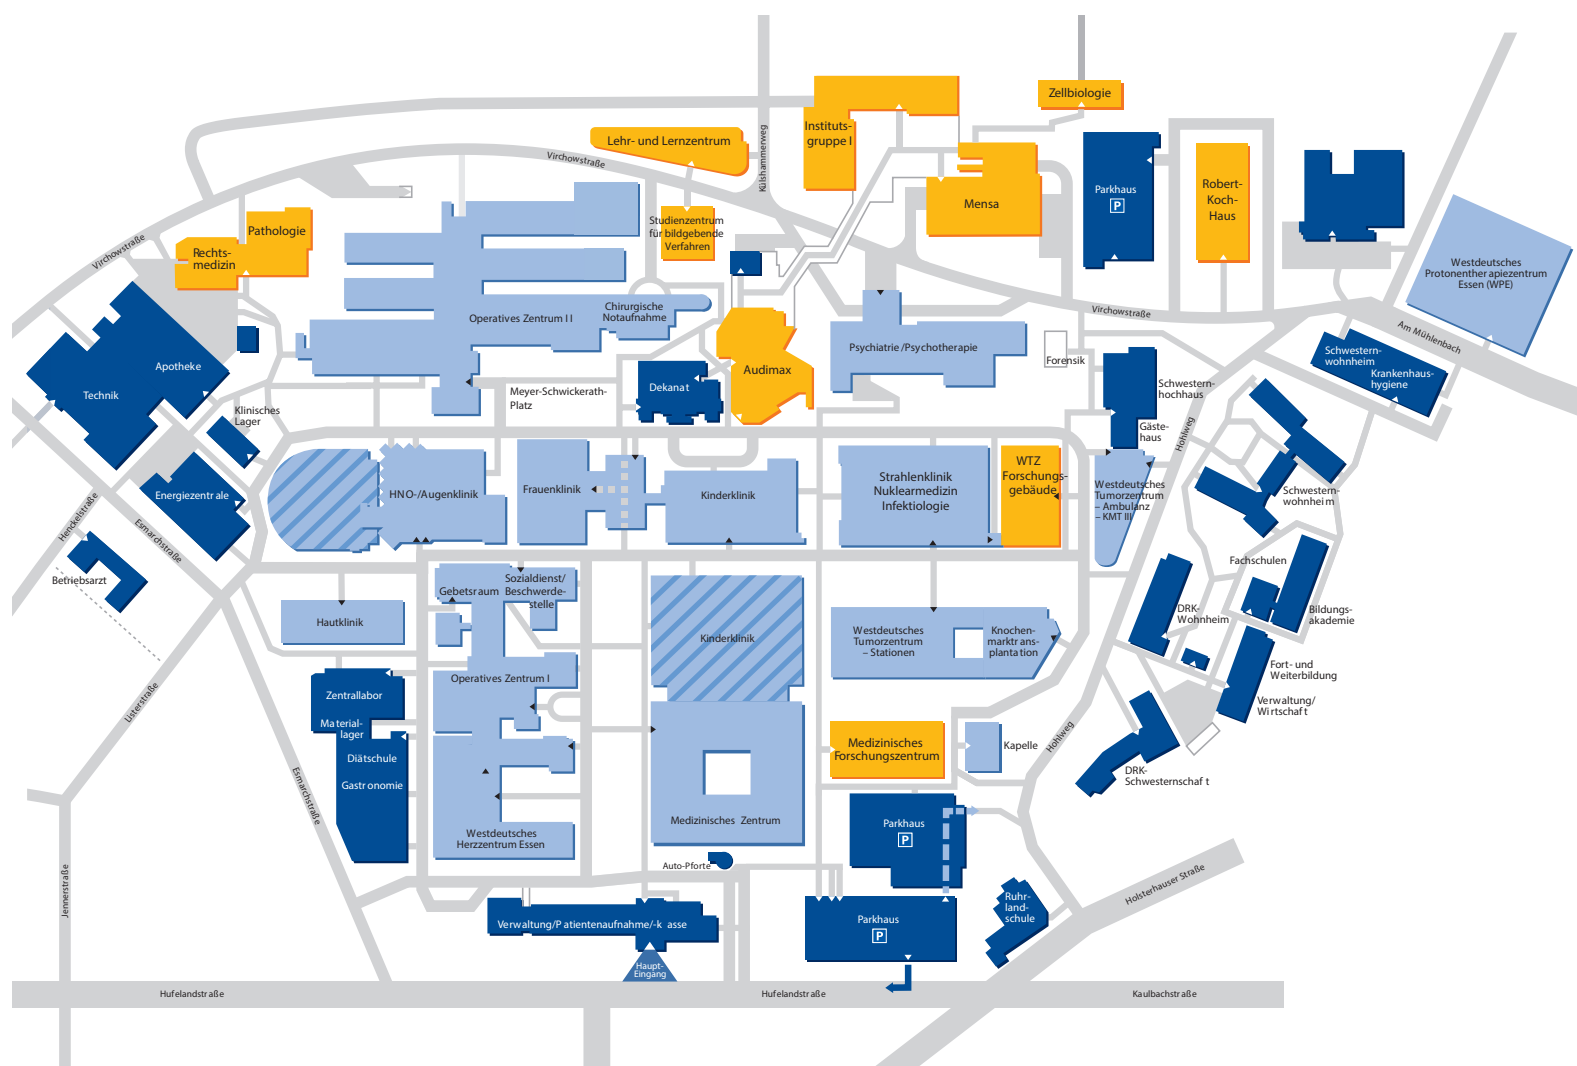 Zellbiologie
Instituts-
gruppe I
Lehr- und Lernzentrum
Külshammerweg
Virchowstraße
Parkhaus
P
Robert-
Koch-
Haus
Mensa
Studienzentrum
für bildgebende
Verfahren
Pathologie
Rechts-
medizin
Virchowstraße
Westdeutsches
Protonentherapiezentrum
Essen (WPE)
Chirurgische
Notaufnahme
Operatives Zentrum II
Virchowstraße
Am Mühlenbach
Psychiatrie/Psychotherapie
Forensik
Schwestern-
wohnheim
Krankenhaus-
hygiene
Apotheke
Technik
Audimax
Dekanat
Meyer-Schwickerath-
Platz
Schwestern-
hochhaus
Gäste-
haus
Hohlweg
Klinisches
Lager
HNO-/Augenklinik
Frauenklinik
Kinderklinik
Strahlenklinik
Nuklearmedizin
Infektiologie
WTZ
Forschungs-
gebäude
Westdeutsches
Tumorzentrum
– Ambulanz
– KMT III
Schwestern-
wohnheim
Energiezentrale
Henckelstraße
Esmarchstraße
Betriebsarzt
Fachschulen
Gebetsraum
Sozialdienst/
Beschwerde-
stelle
Hautklinik
Kinderklinik
Westdeutsches
Tumorzentrum
– Stationen
Knochen-
marktrans-
plantation
DRK-
Wohnheim
Bildungs-
akademie
Operatives Zentrum I
Fort- und
Weiterbildung
Verwaltung/
Wirtschaft
Listerstraße
Zentrallabor
Material-
lager
Diätschule
Gastronomie
Medizinisches
Forschungszentrum
Kapelle
Hohlweg
DRK-
Schwesternschaft
Esmarchstraße
Westdeutsches
Herzzentrum Essen
Medizinisches Zentrum
Parkhaus
P
Auto-Pforte
Jennerstraße
Holsterhauser Straße
Ruhr-
land-
schule
Verwaltung/Patientenaufnahme/-kasse
Parkhaus
P
Haupt-
Eingang
Hufelandstraße
Hufelandstraße
Kaulbachstraße